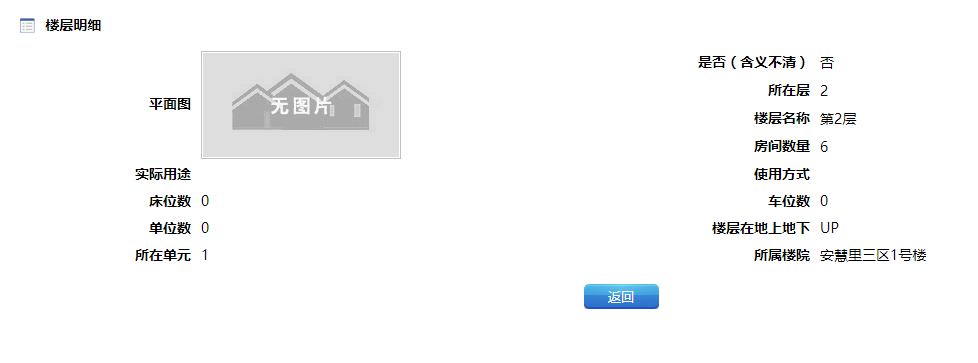 楼层明细
平面图
无图片
是否（含义不清） 否
所在层 2
楼层名称 第2层
房间数量 6
实际用途
使用方式
床位数 0
车位数 0
单位数 0
楼层在地上地下 UP
所在单元 1
所属楼院 安慧里三区1号楼
返回